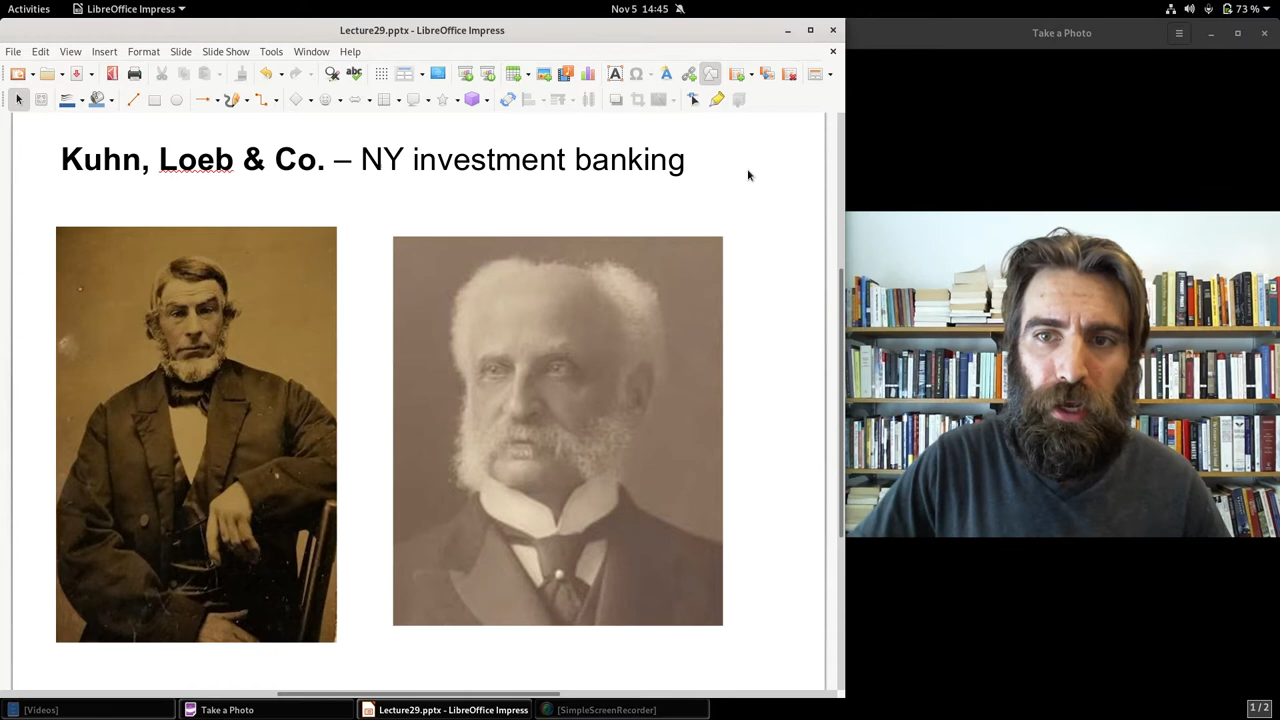 Activities
LibreOffice Impress
Nov 5 14:45
73 %
Lecture29.pptx - LibreOffice Impress
Take a Photo
File Edit View Insert Format Slide Slide Show Tools Window Help
Kuhn, Loeb & Co. – NY investment banking
[Videos]
Take a Photo
Lecture29.pptx - LibreOffice Impress
[SimpleScreenRecorder]
1/2